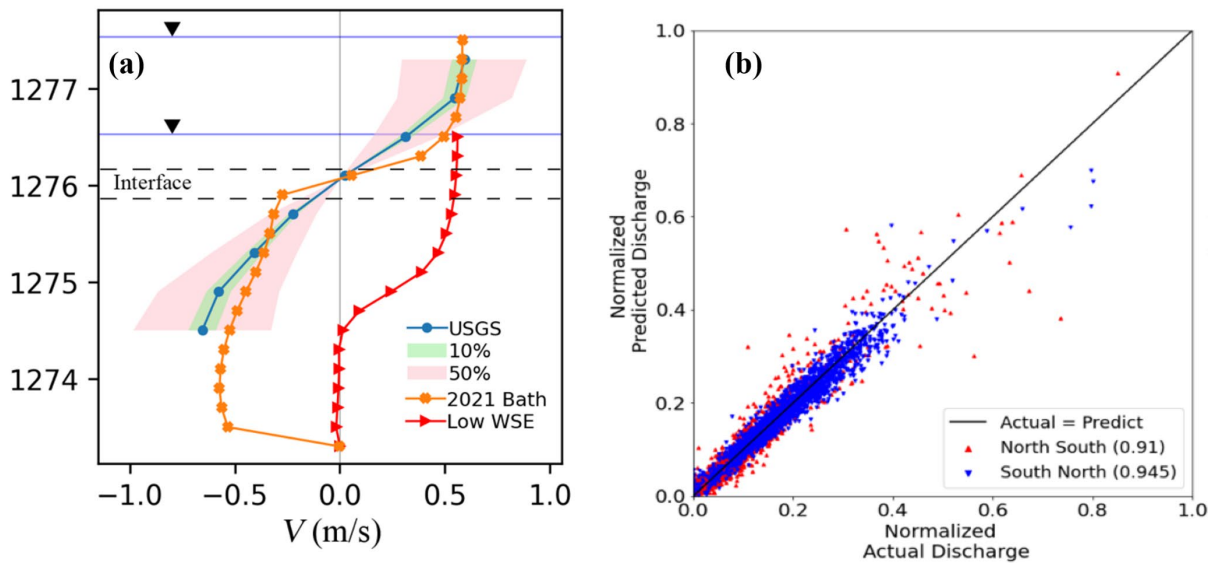 (a)
1277
1276
1275
1274
Interface
USGS
10%
50%
2021 Bath
Low WSE
−1.0 −0.5 0.0 0.5 1.0
V (m/s)
(b)
1.0
0.8
0.6
0.4
0.2
0.0
Normalized
Predicted Discharge
Actual = Predict
North South (0.91)
South North (0.945)
0.0 0.2 0.4 0.6 0.8 1.0
Normalized
Actual Discharge